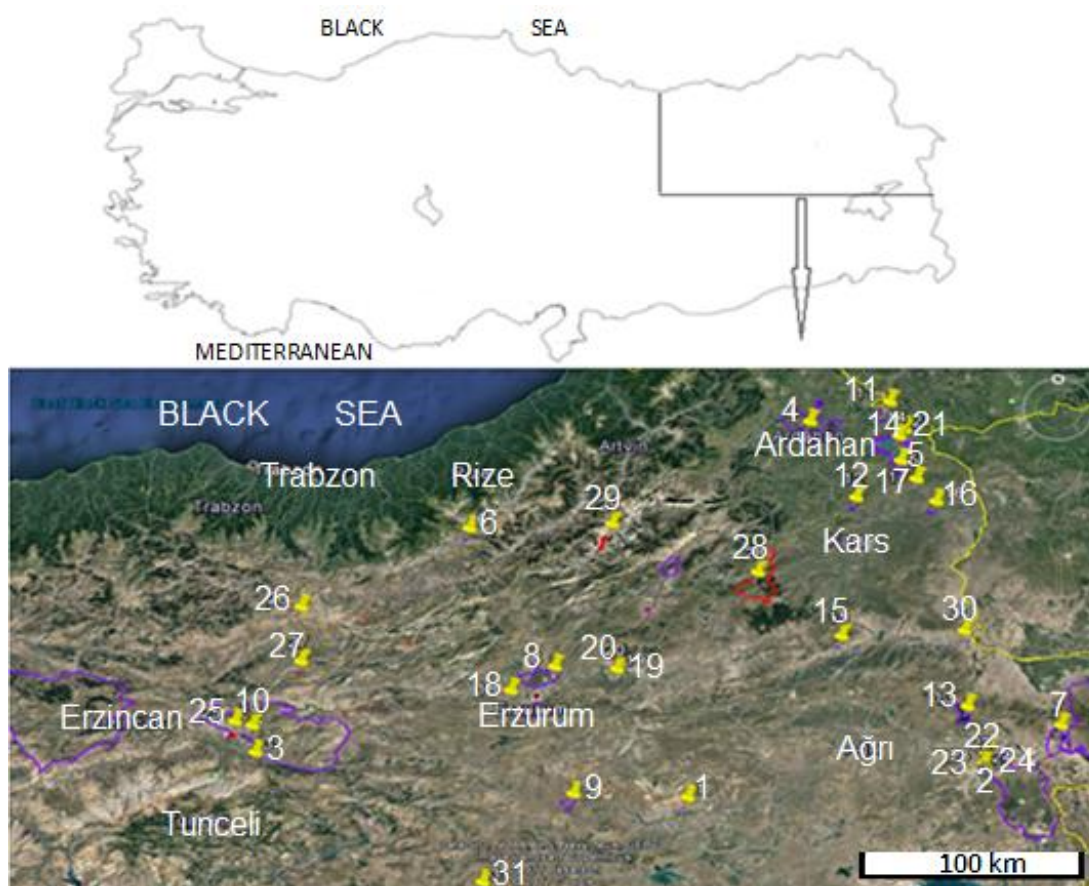 BLACK SEA
MEDITERRANEAN
BLACK SEA
Trabzon Rize
Trabzon
Artvin
Ardahan
Kars
Erzincan
Erzurum
Ağrı
Tunceli
11
4
14 21
5
12 17 16
6
29
28
26
15
30
27
8 20 19
18
25 10
3
13
7
22
23 24
2
9 1
31
100 km